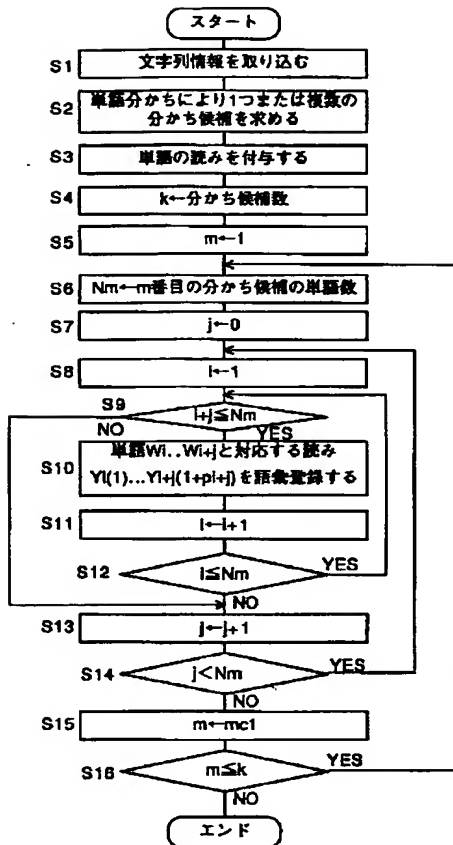 スタート
S1 文字列情報を取り込む
S2 単語分かちにより1つまたは複数の
分かち候補を求める
S3 単語の読みを付与する
S4 k←分かち候補数
S5 m←1
S6 Nm←m番目の分かち候補の単語数
S7 j←0
S8 i←1
S9 i+j≦Nm
NO
YES
S10 単語Wi..Wi+jと対応する読み
Yi(1)...Yi+j(1+pi+j)を語彙登録する
S11 i←i+1
S12 i≦Nm YES
NO
S13 j←j+1
S14 j<Nm YES
NO
S15 m←mc1
S16 m≦k YES
NO
エンド